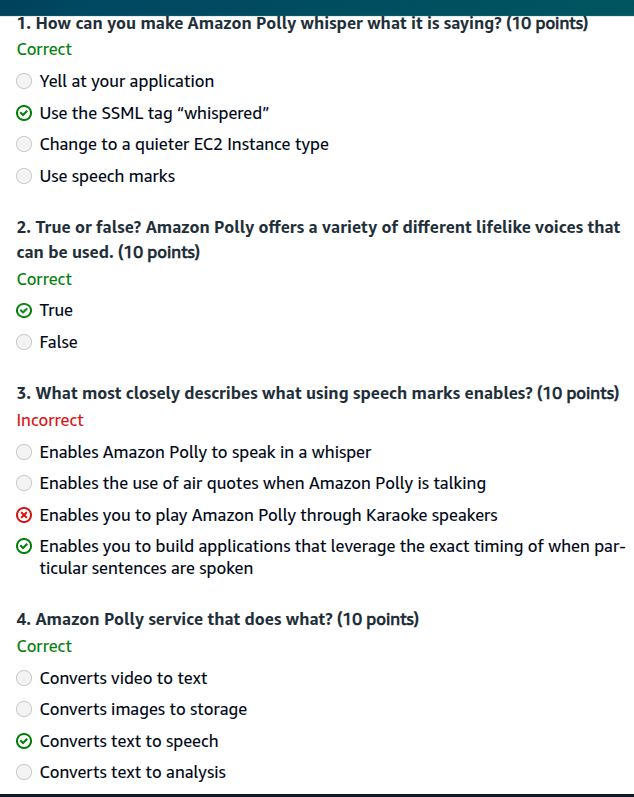 1. How can you make Amazon Polly whisper what it is saying? (10 points)
Correct
Yell at your application
Use the SSML tag “whispered”
Change to a quieter EC2 Instance type
Use speech marks
2. True or false? Amazon Polly offers a variety of different lifelike voices that
can be used. (10 points)
Correct
True
False
3. What most closely describes what using speech marks enables? (10 points)
Incorrect
Enables Amazon Polly to speak in a whisper
Enables the use of air quotes when Amazon Polly is talking
Enables you to play Amazon Polly through Karaoke speakers
Enables you to build applications that leverage the exact timing of when par-
ticular sentences are spoken
4. Amazon Polly service that does what? (10 points)
Correct
Converts video to text
Converts images to storage
Converts text to speech
Converts text to analysis